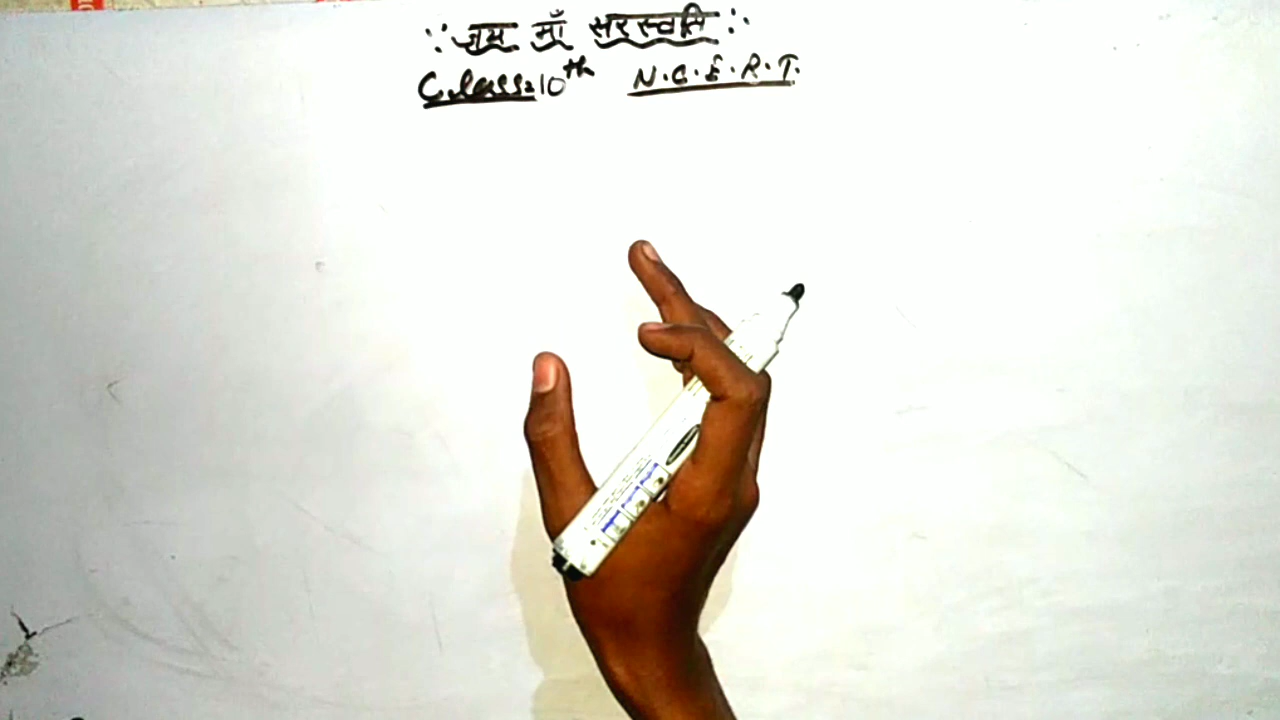 ∵ जय माँ सरस्वति ∴
Class:10th N.C.E.R.T.